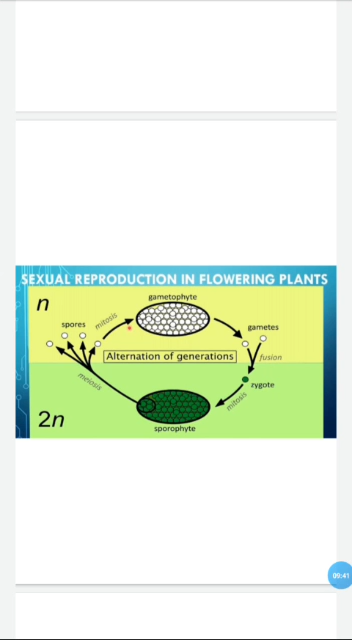 SEXUAL REPRODUCTION IN FLOWERING PLANTS
n
gametophyte
spores
mitosis
gametes
Alternation of generations
fusion
meiosis
zygote
mitosis
2n
sporophyte
09:41